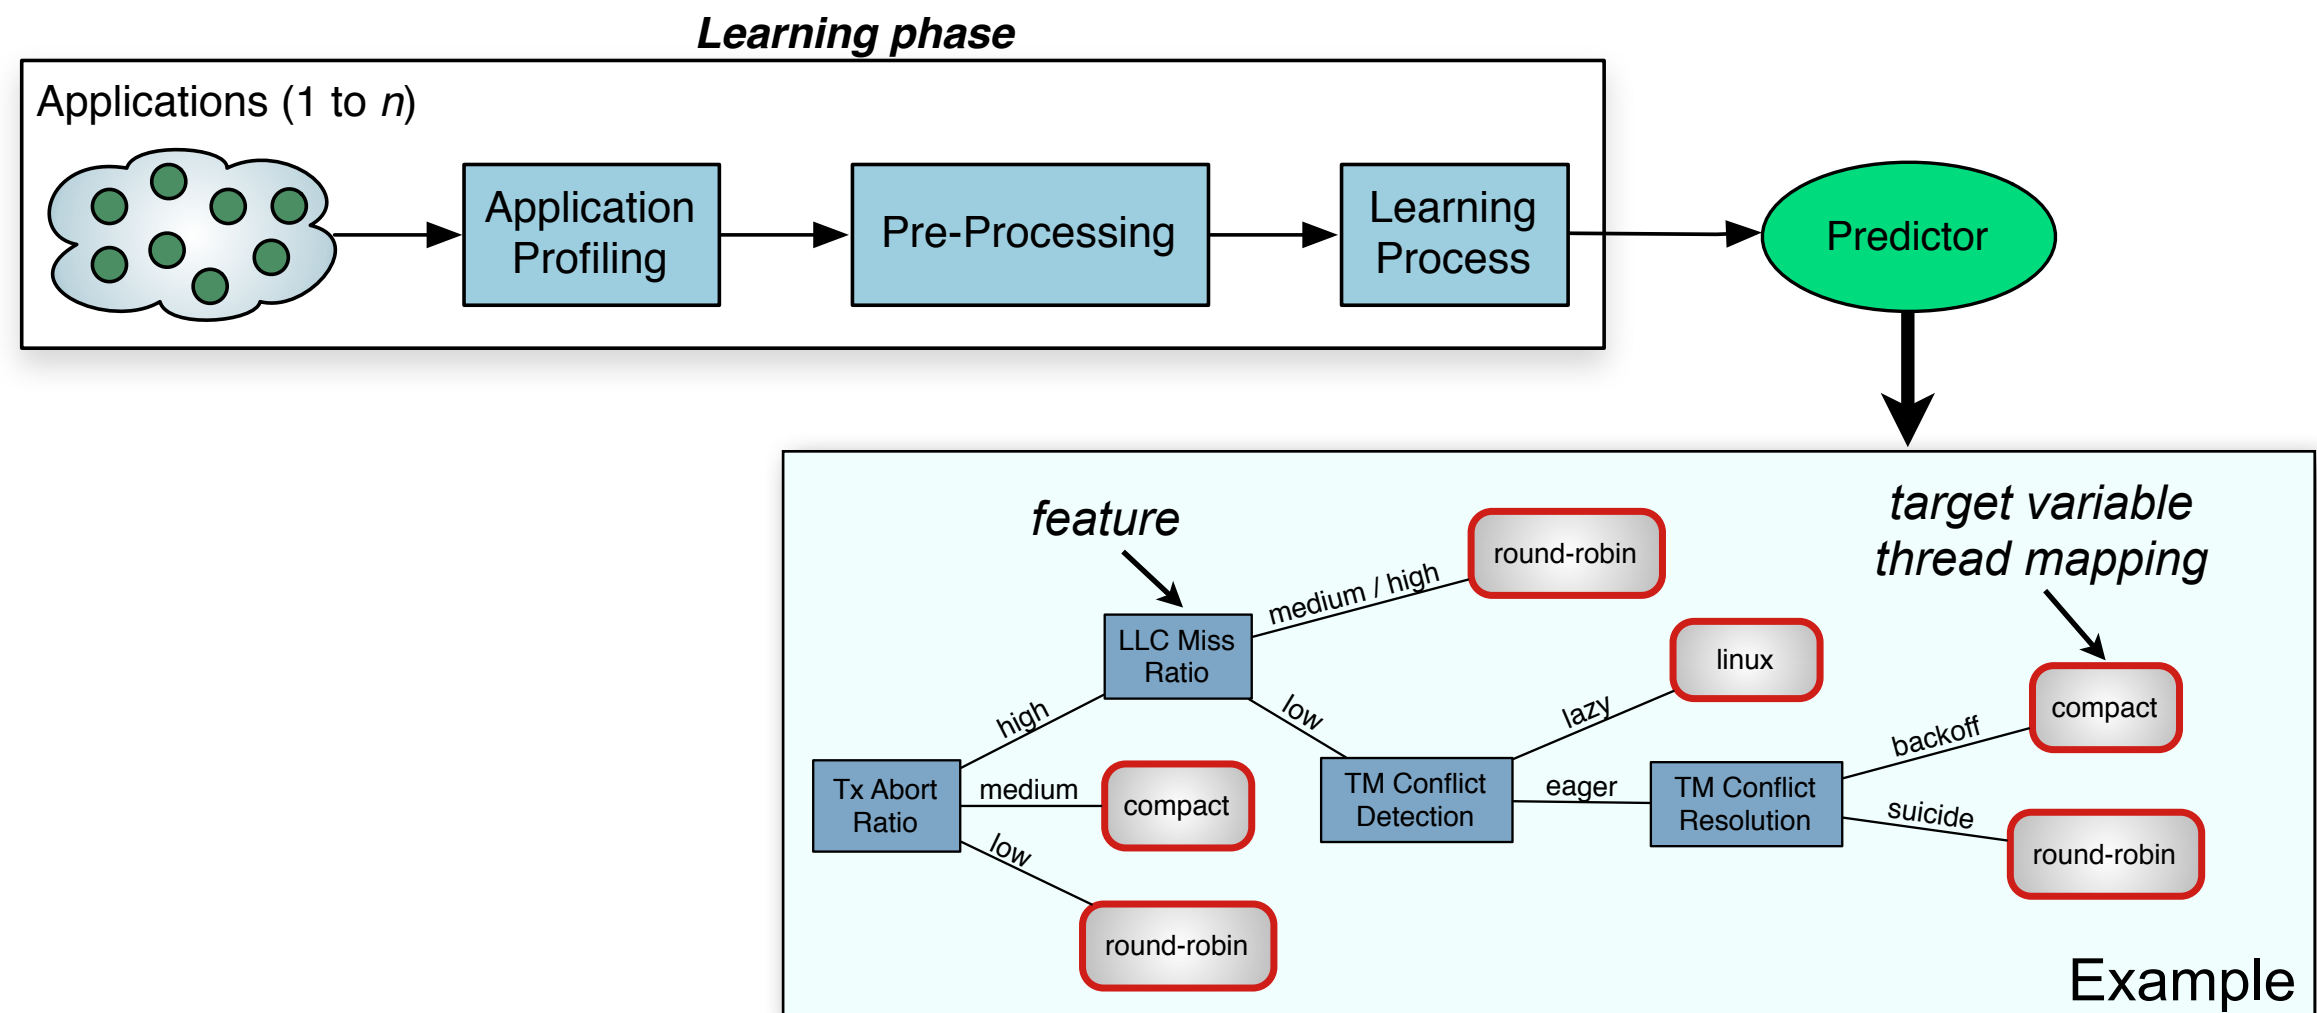 Learning phase
Applications (1 to n)
Application
Profiling
Pre-Processing
Learning
Process
Predictor
feature
target variable
thread mapping
round-robin
medium / high
LLC Miss
Ratio
linux
lazy
low
high
compact
backoff
Tx Abort
Ratio
medium
compact
TM Conflict
Detection
eager
TM Conflict
Resolution
suicide
round-robin
low
round-robin
Example